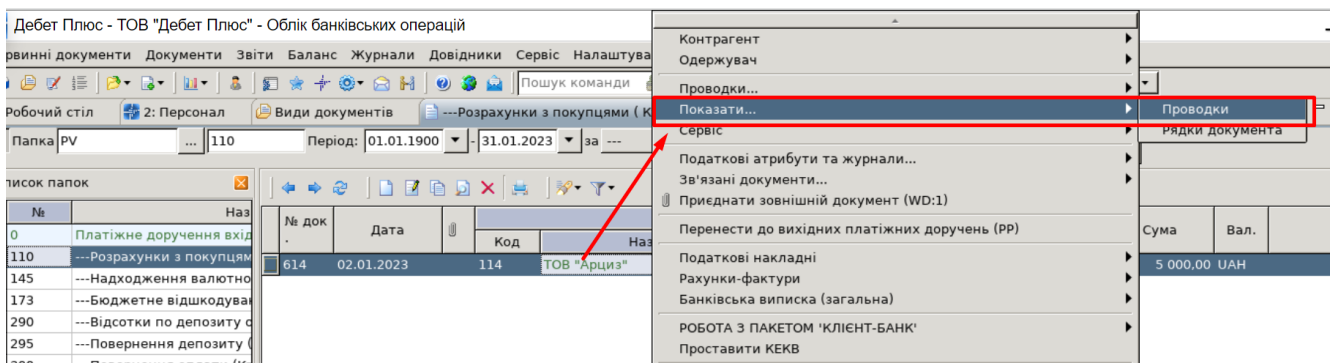 Дебет Плюс - ТОВ "Дебет Плюс" - Облік банківських операцій
рвинні документи Документи Звіти Баланс Журнали Довідники Сервіс Налаштува
Пошук команди
Робочий стіл 2: Персонал Види документів ---Розрахунки з покупцями ( К
Папка PV ... 110 Період: 01.01.1900 - 31.01.2023 за ---
писок папок
№ Наз
0 Платіжне доручення вхід
110 ---Розрахунки з покупцям
145 ---Надходження валютно
173 ---Бюджетне відшкодува
290 ---Відсотки по депозиту
295 ---Повернення депозиту (
№ док. Дата Код Наз Сума Вал.
614 02.01.2023 114 ТОВ "Арциз" 5 000,00 UAH
Контрагент
Одержувач
Проводки...
Показати...
Сервіс
Податкові атрибути та журнали...
Зв'язані документи...
Приєднати зовнішній документ (WD:1)
Перенести до вихідних платіжних доручень (PP)
Податкові накладні
Рахунки-фактури
Банківська виписка (загальна)
РОБОТА З ПАКЕТОМ 'КЛІЄНТ-БАНК'
Проставити КЕКВ
Проводки
Рядки документа